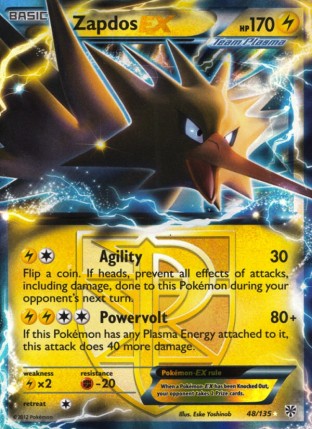 BASIC Zapdos EX HP 170
Team Plasma
Agility 30
Flip a coin. If heads, prevent all effects of attacks,
including damage, done to this Pokémon during your
opponent's next turn.
Powervolt 80+
If this Pokémon has any Plasma Energy attached to it,
this attack does 40 more damage.
weakness resistance Pokémon-EX rule
×2 -20 When a Pokémon-EX has been Knocked Out,
your opponent takes 2 Prize cards.
retreat Illus. Eske Yoshinob 48/135
©2012 Pokémon